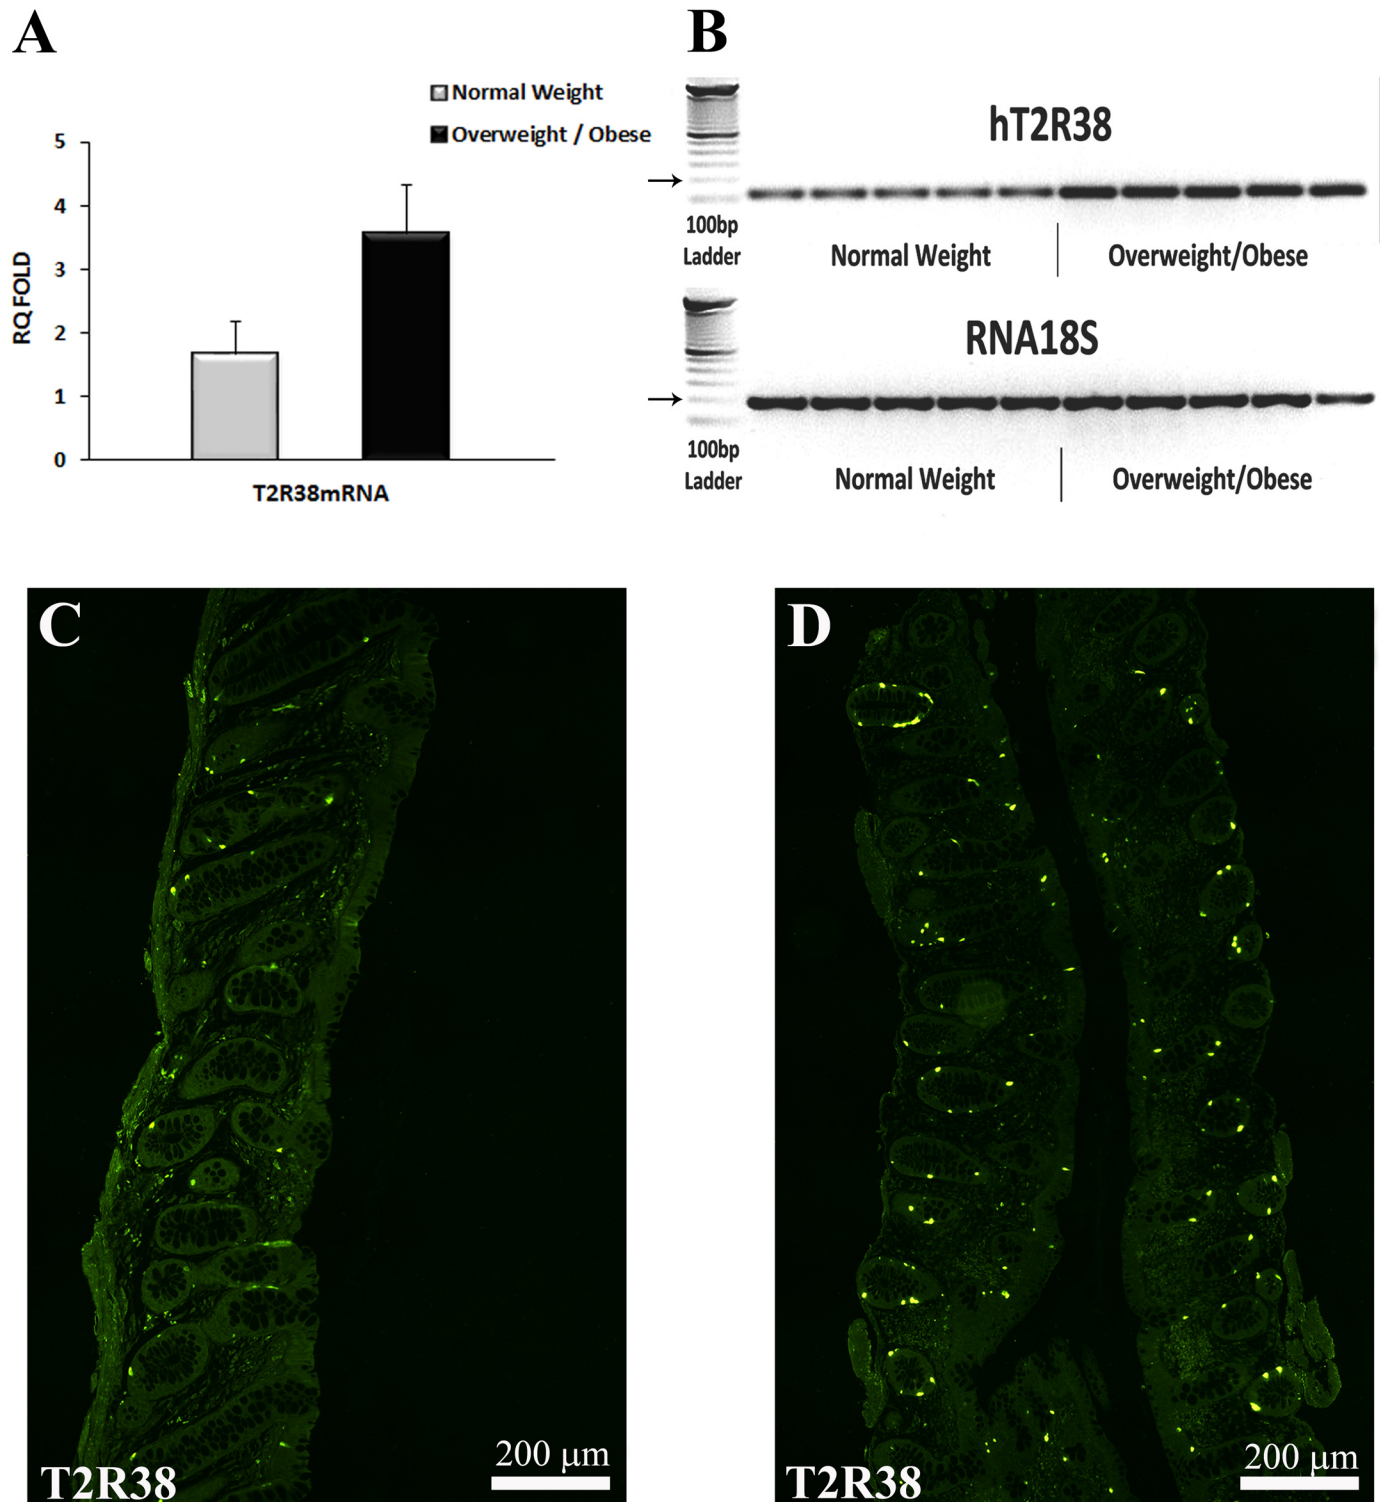 A
Normal Weight
Overweight / Obese
5
4
3
2
1
0
RQ FOLD
T2R38mRNA
B
hT2R38
100bp
Ladder
Normal Weight
Overweight/Obese
RNA18S
100bp
Ladder
Normal Weight
Overweight/Obese
C
T2R38
200 µm
D
T2R38
200 µm